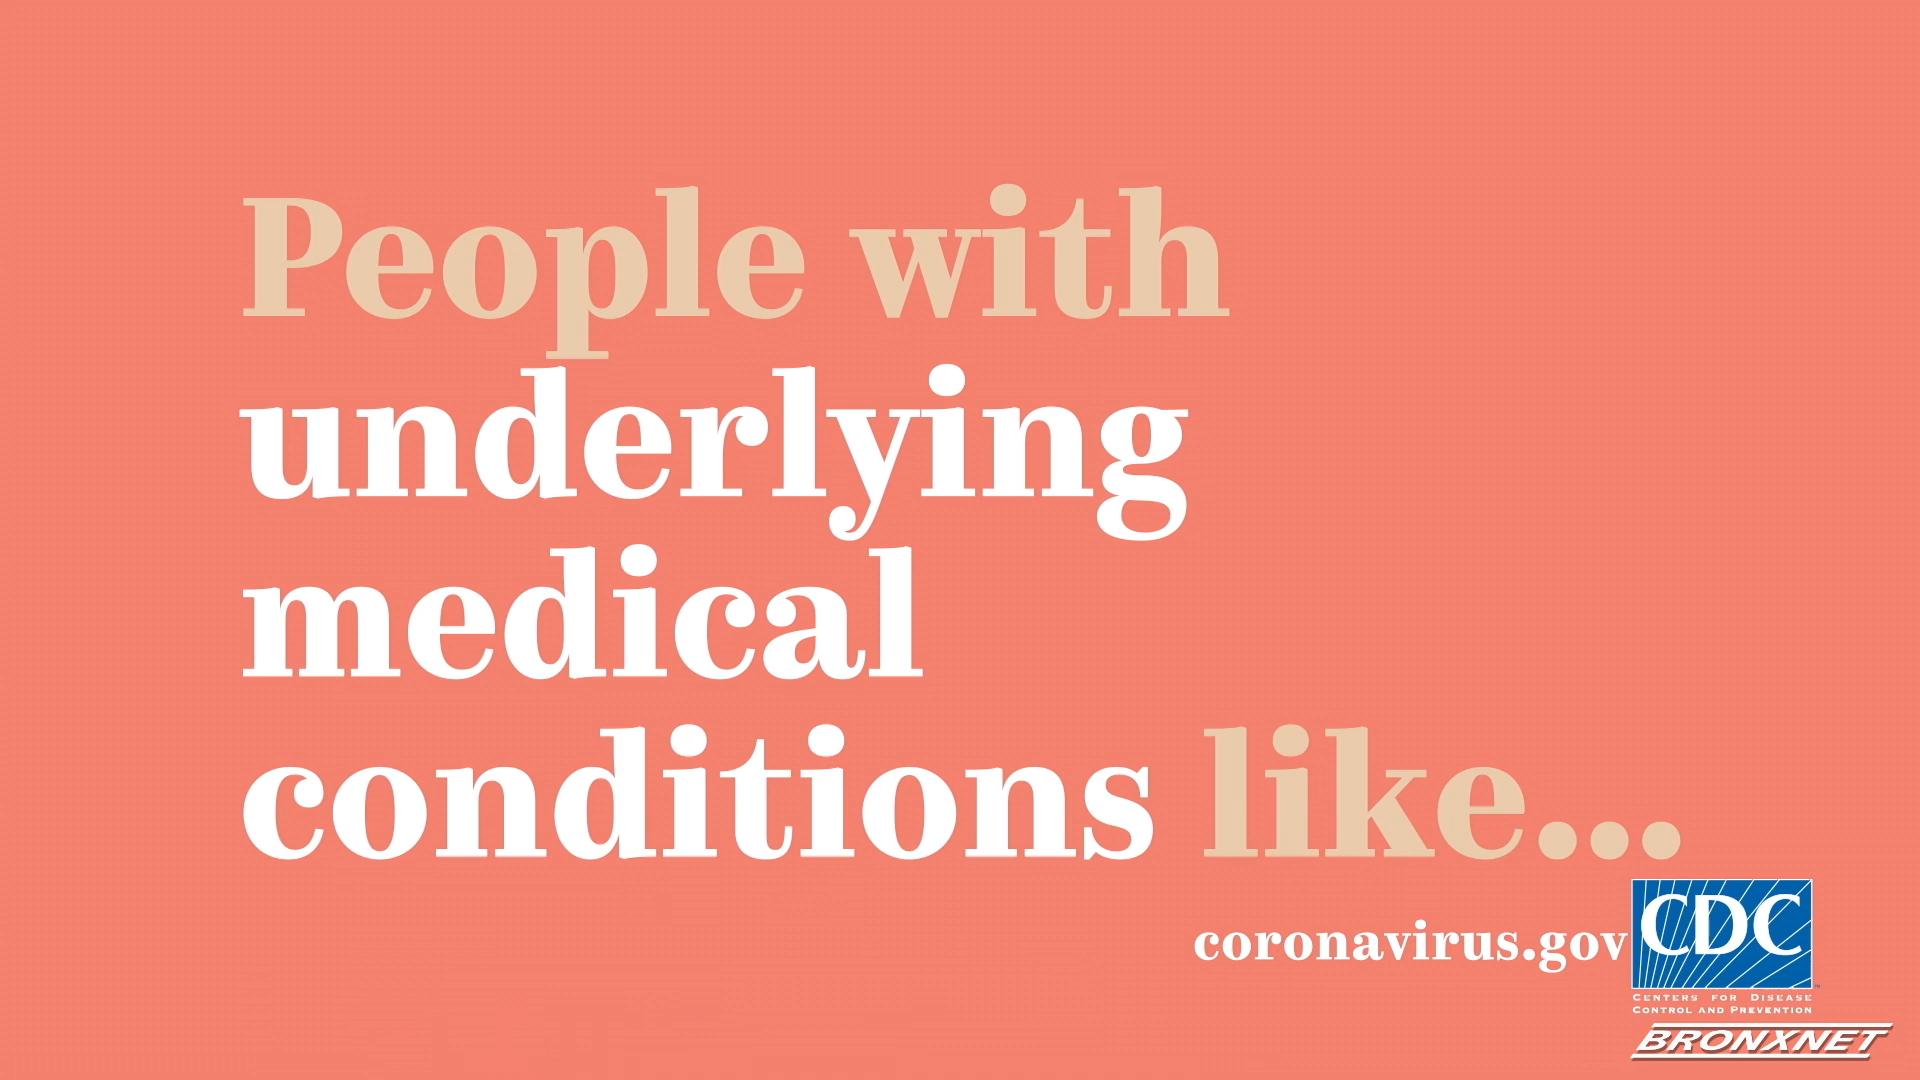 People with
underlying
medical
conditions like...
coronavirus.gov
CDC
CENTERS FOR DISEASE
CONTROL AND PREVENTION
BRONXNET